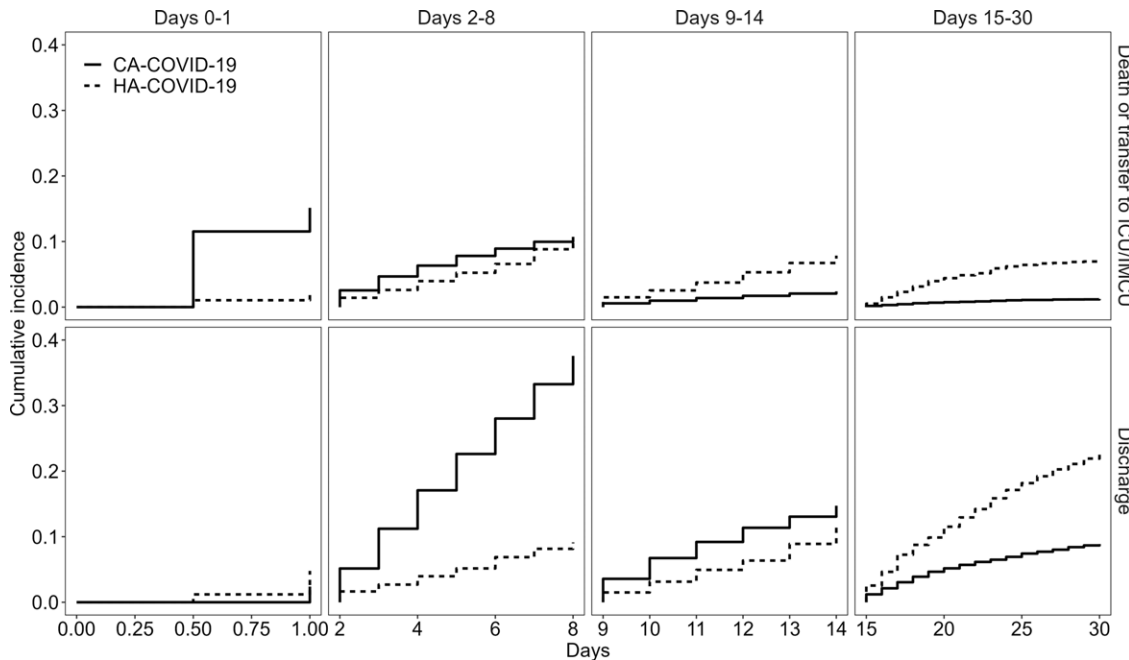 Days 0-1
Days 2-8
Days 9-14
Days 15-30
0.4
0.3
0.2
0.1
0.0
CA-COVID-19
HA-COVID-19
Death or transfer to ICU/IMCU
Cumulative incidence
0.4
0.3
0.2
0.1
0.0
Discharge
0.00 0.25 0.50 0.75 1.00
2 4 6 8
9 10 11 12 13 14
15 20 25 30
Days